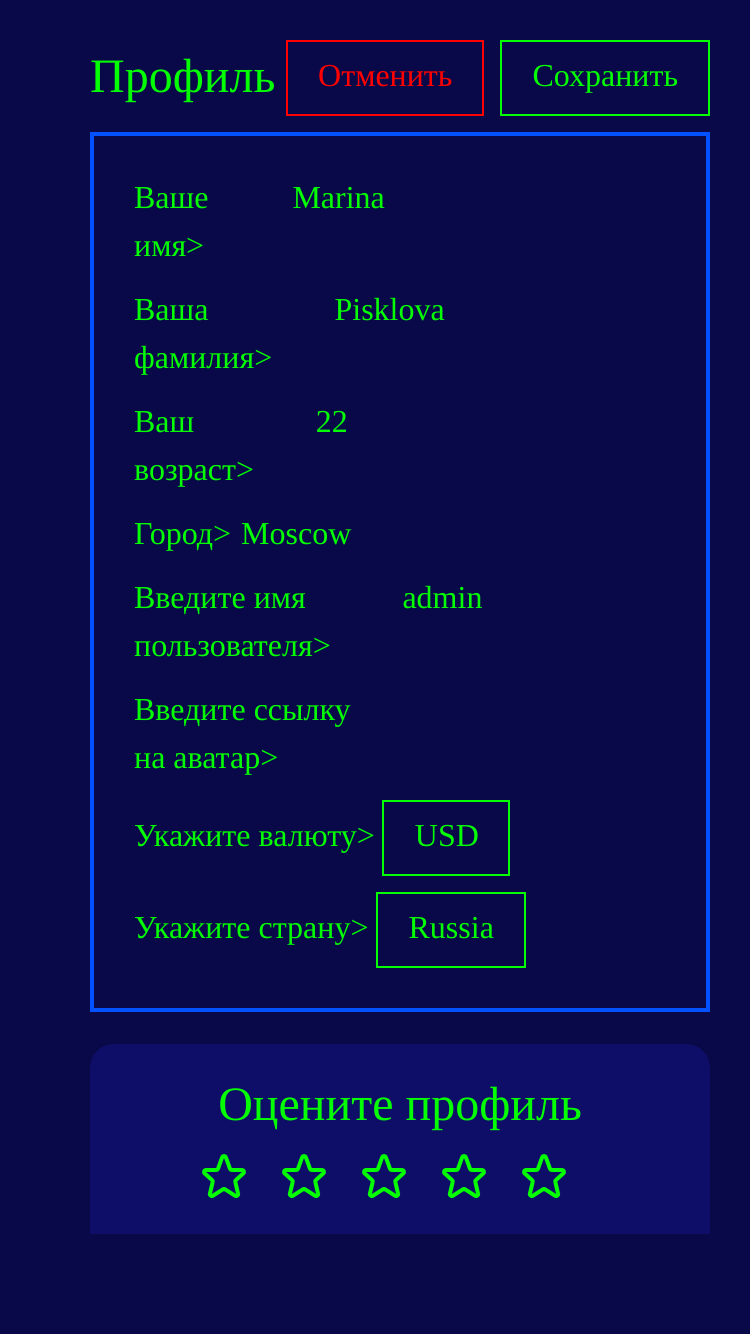 Профиль Отменить Сохранить
Ваше Marina
имя>
Ваша Pisklova
фамилия>
Ваш 22
возраст>
Город> Moscow
Введите имя admin
пользователя>
Введите ссылку
на аватар>
Укажите валюту> USD
Укажите страну> Russia
Оцените профиль